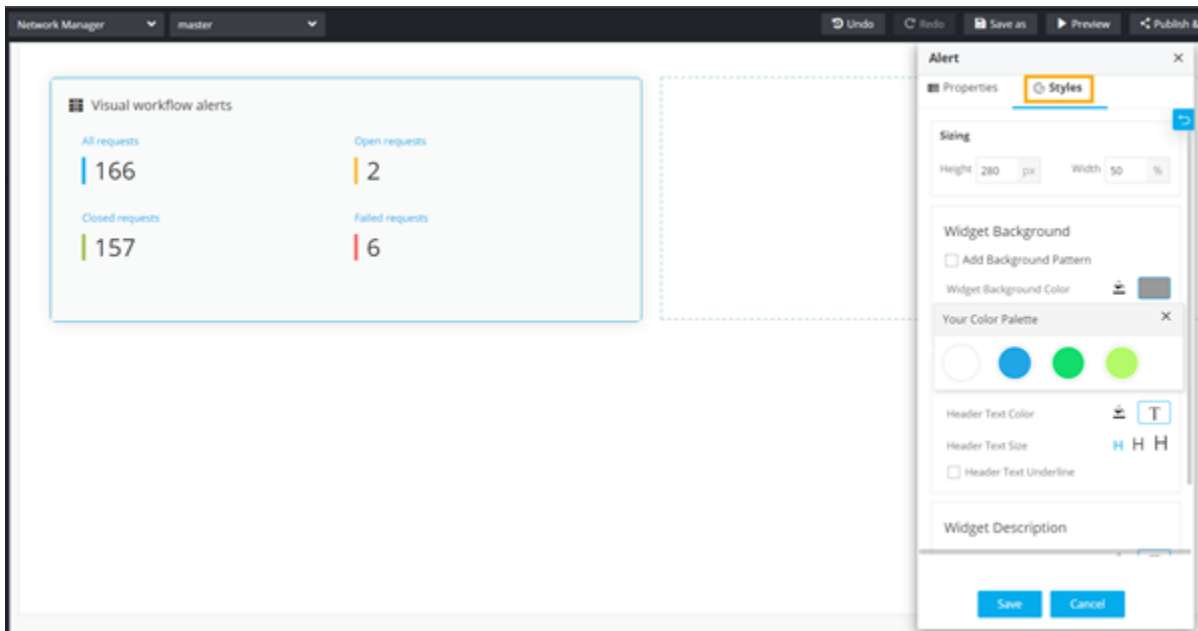 Network Manager master Undo Redo Save as Preview Publish &
Alert
Properties Styles
Visual workflow alerts
All requests Open requests
166 2
Closed requests Failed requests
157 6
Sizing
Height 280 px Width 50 %
Widget Background
Add Background Pattern
Widget Background Color
Your Color Palette
Header Text Color T
Header Text Size H H H
Header Text Underline
Widget Description
Save Cancel